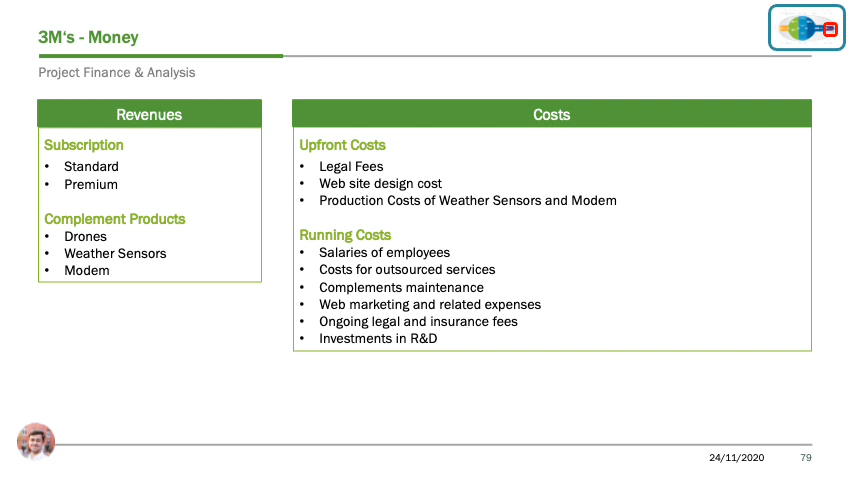 3M‘s - Money
Project Finance & Analysis
Revenues
Subscription
• Standard
• Premium
Complement Products
• Drones
• Weather Sensors
• Modem
Costs
Upfront Costs
• Legal Fees
• Web site design cost
• Production Costs of Weather Sensors and Modem
Running Costs
• Salaries of employees
• Costs for outsourced services
• Complements maintenance
• Web marketing and related expenses
• Ongoing legal and insurance fees
• Investments in R&D
24/11/2020
79